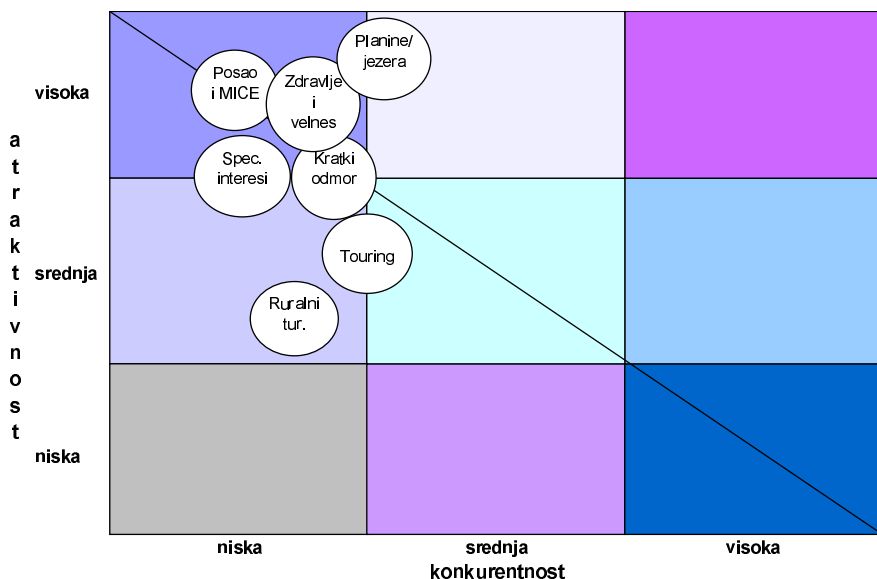 Planine/
jezera
Posao
i MICE
Zdravlje
i
velnes
visoka
Spec.
interesi
Kratki
odmor
Touring
srednja
Ruralni
tur.
atraktivnost
niska
niska
srednja
visoka
konkurentnost